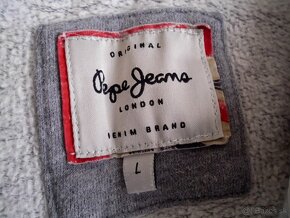 ORIGINAL
Pepe Jeans
LONDON
DENIM BRAND
L